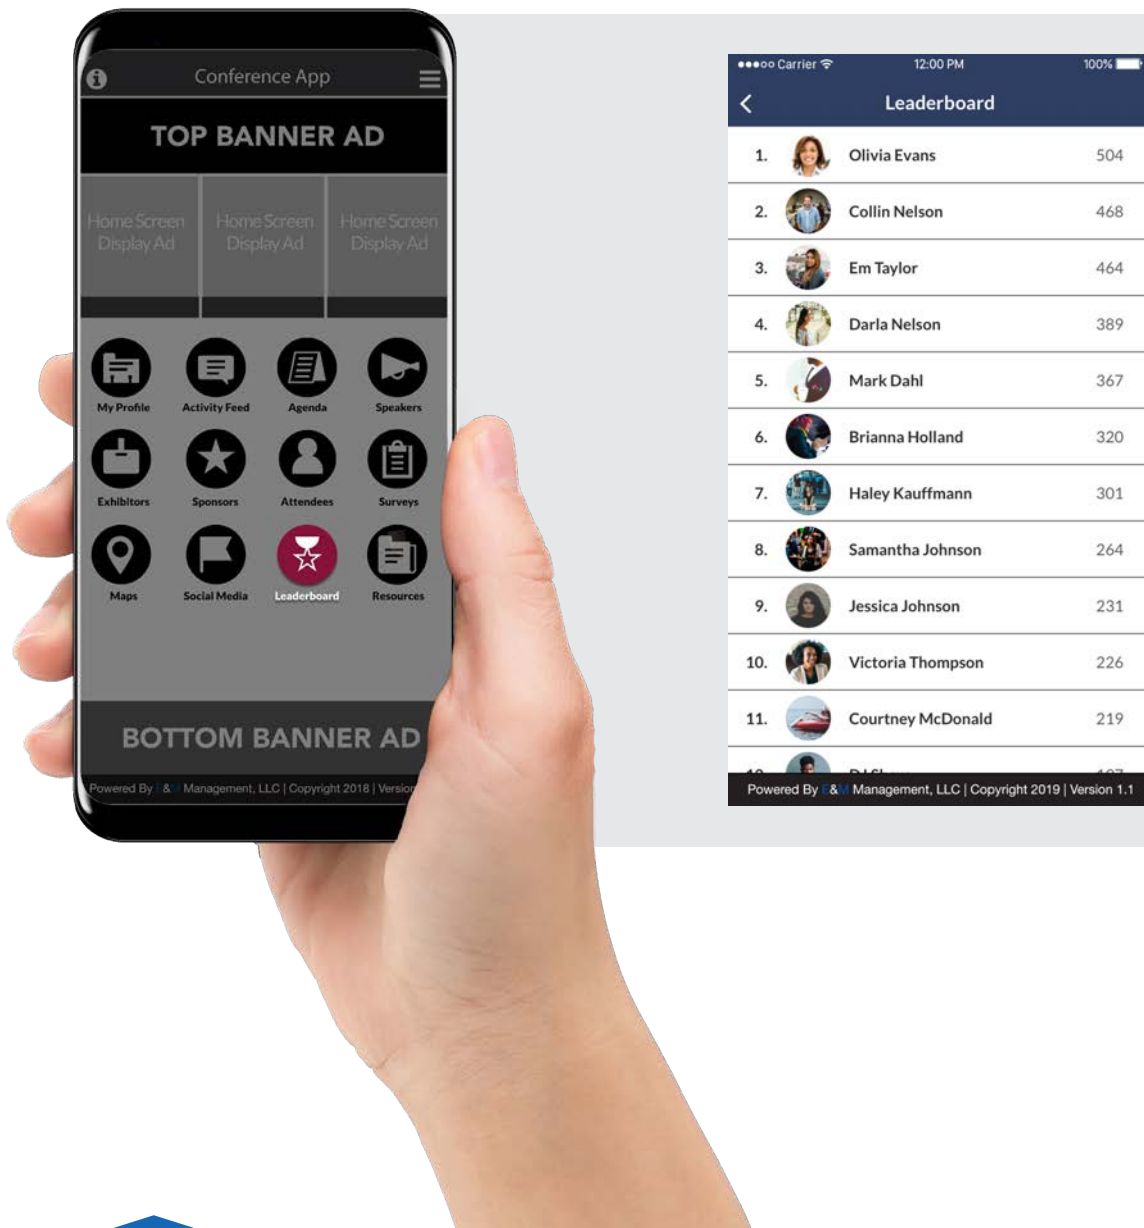 Conference App
TOP BANNER AD
Home Screen
Display Ad
Home Screen
Display Ad
Home Screen
Display Ad
My Profile
Activity Feed
Agenda
Speakers
Exhibitors
Sponsors
Attendees
Surveys
Maps
Social Media
Leaderboard
Resources
BOTTOM BANNER AD
Powered By E&M Management, LLC | Copyright 2018 | Version
Carrier 12:00 PM 100%
Leaderboard
1. Olivia Evans 504
2. Collin Nelson 468
3. Em Taylor 464
4. Darla Nelson 389
5. Mark Dahl 367
6. Brianna Holland 320
7. Haley Kauffmann 301
8. Samantha Johnson 264
9. Jessica Johnson 231
10. Victoria Thompson 226
11. Courtney McDonald 219
Powered By E&M Management, LLC | Copyright 2019 | Version 1.1